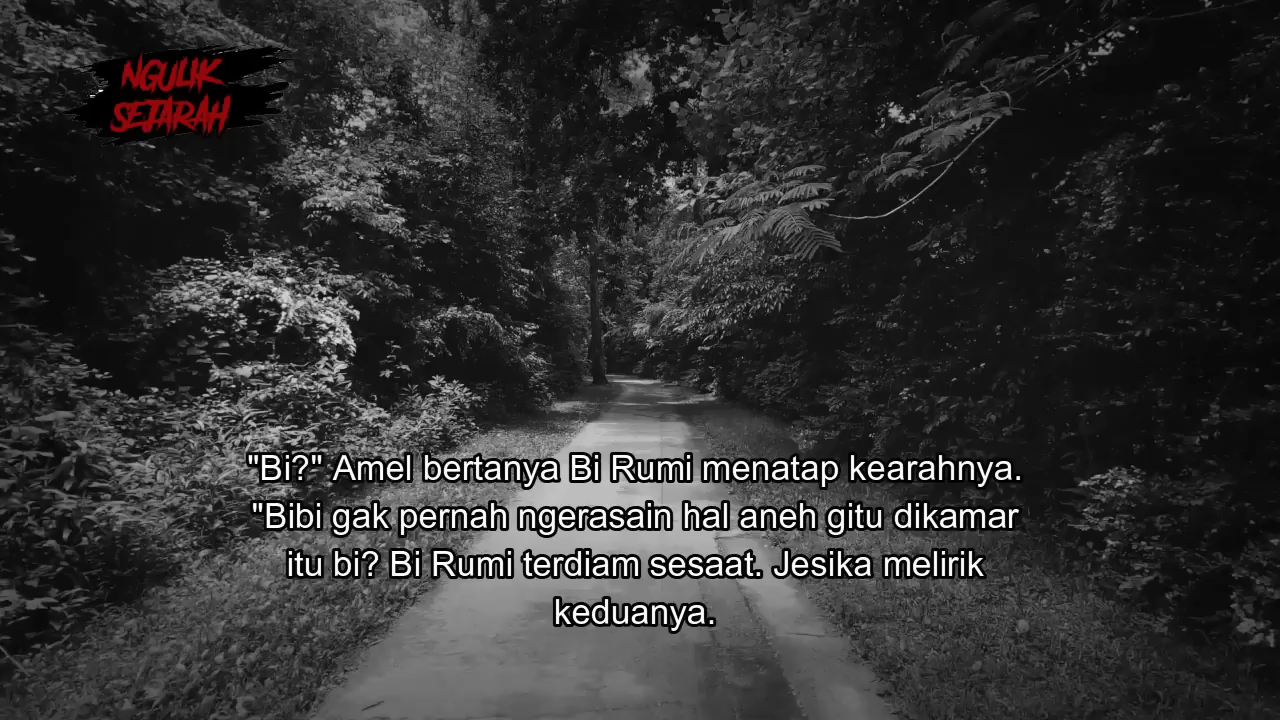 NGULIK
SEJARAH
"Bi?" Amel bertanya Bi Rumi menatap kearahnya.
"Bibi gak pernah ngerasain hal aneh gitu dikamar
itu bi? Bi Rumi terdiam sesaat. Jesika melirik
keduanya.